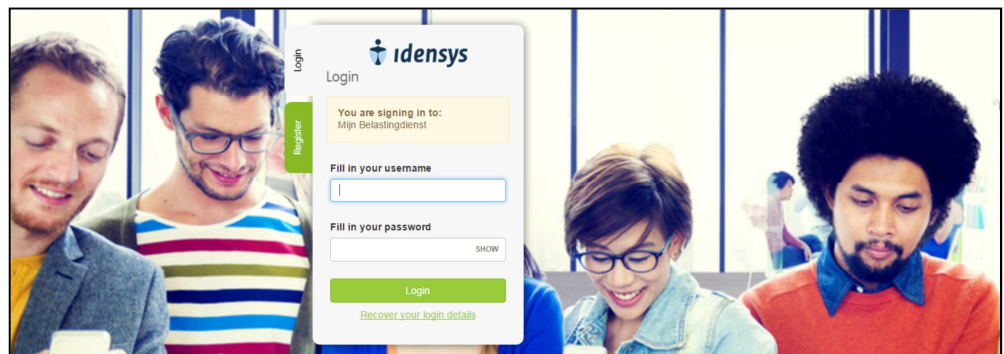 Login
Register
ıdensys
Login
You are signing in to:
Mijn Belastingdienst
Fill in your username
Fill in your password
SHOW
Login
Recover your login details